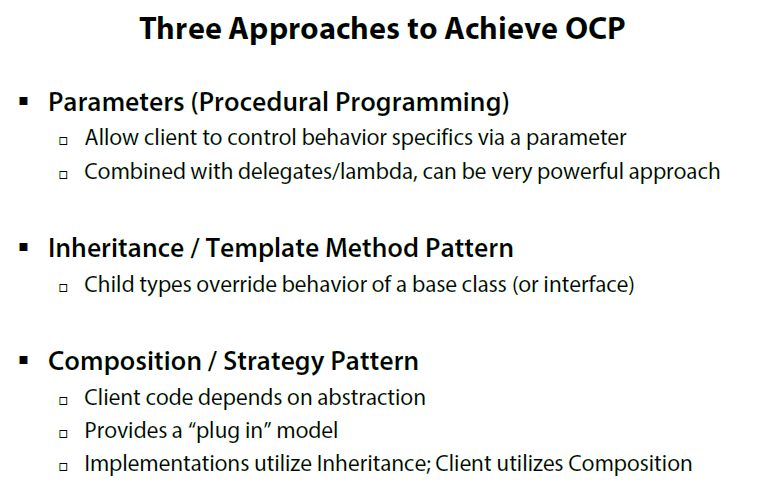 Three Approaches to Achieve OCP
▪ Parameters (Procedural Programming)
▫ Allow client to control behavior specifics via a parameter
▫ Combined with delegates/lambda, can be very powerful approach
▪ Inheritance / Template Method Pattern
▫ Child types override behavior of a base class (or interface)
▪ Composition / Strategy Pattern
▫ Client code depends on abstraction
▫ Provides a “plug in” model
▫ Implementations utilize Inheritance; Client utilizes Composition